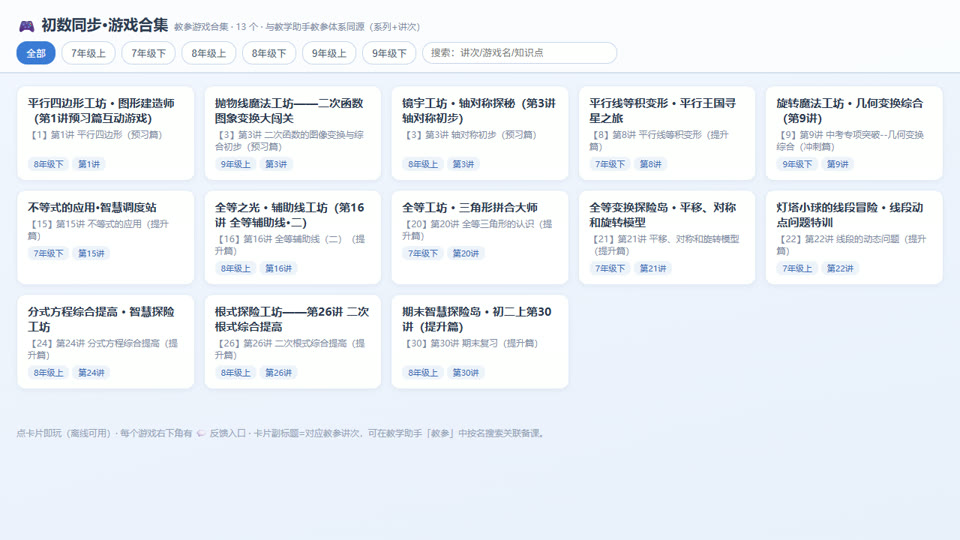 初数同步•游戏合集 教参游戏合集 · 13 个 · 与教学助手教参体系同源（系列+讲次）
全部 7年级上 7年级下 8年级上 8年级下 9年级上 9年级下 搜索：讲次/游戏名/知识点
平行四边形工坊 • 图形建造师
（第1讲预习篇互动游戏）
【1】第1讲 平行四边形（预习篇）
8年级下 第1讲
抛物线魔法工坊——二次函数
图象变换大闯关
【3】第3讲 二次函数的图像变换与综
合初步（预习篇）
9年级上 第3讲
镜宇工坊 • 轴对称探秘（第3讲
轴对称初步）
【3】第3讲 轴对称初步（预习篇）
8年级上 第3讲
平行线等积变形 • 平行王国寻
星之旅
【8】第8讲 平行线等积变形（提升
篇）
7年级下 第8讲
旋转魔法工坊 • 几何变换综合
（第9讲）
【9】第9讲 中考专项突破--几何变换
综合（冲刺篇）
9年级下 第9讲
不等式的应用•智慧调度站
【15】第15讲 不等式的应用（提升
篇）
7年级下 第15讲
全等之光 • 辅助线工坊（第16
讲 全等辅助线•二）
【16】第16讲 全等辅助线（二）（提
升篇）
8年级上 第16讲
全等工坊 • 三角形拼合大师
【20】第20讲 全等三角形的认识（提
升篇）
7年级下 第20讲
全等变换探险岛 • 平移、对称
和旋转模型
【21】第21讲 平移、对称和旋转模型
（提升篇）
7年级下 第21讲
灯塔小球的线段冒险 • 线段动
点问题特训
【22】第22讲 线段的动态问题（提升
篇）
7年级上 第22讲
分式方程综合提高 • 智慧探险
工坊
【24】第24讲 分式方程综合提高（提
升篇）
8年级上 第24讲
根式探险工坊——第26讲 二次
根式综合提高
【26】第26讲 二次根式综合提高（提
升篇）
8年级上 第26讲
期末智慧探险岛 • 初二上第30
讲（提升篇）
【30】第30讲 期末复习（提升篇）
8年级上 第30讲
点卡片即玩（离线可用）· 每个游戏右下角有 反馈入口 · 卡片副标题=对应教参讲次，可在教学助手「教参」中按名搜索关联备课。